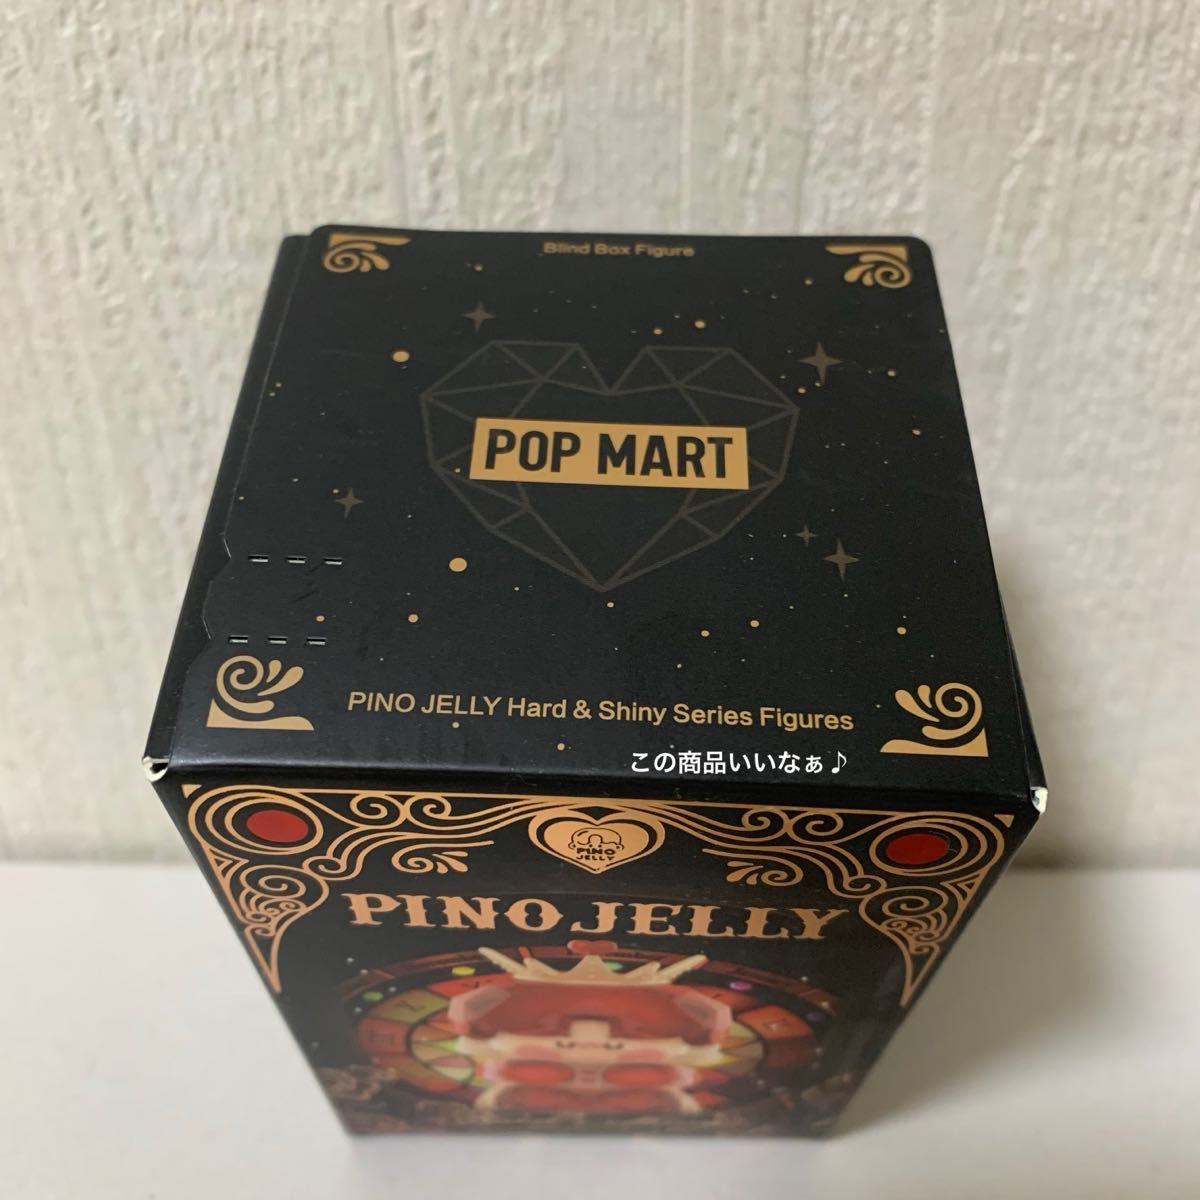 Blind Box Figure
POP MART
PINO JELLY Hard & Shiny Series Figures
この商品いいなぁ♪
PINO
JELLY
PINO JELLY